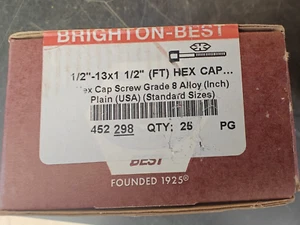 BRIGHTON-BEST
1/2"-13x1 1/2" (FT) HEX CAP...
Hex Cap Screw Grade 8 Alloy (Inch)
Plain (USA) (Standard Sizes)
452 298 QTY: 25 PG
BEST
FOUNDED 1925®